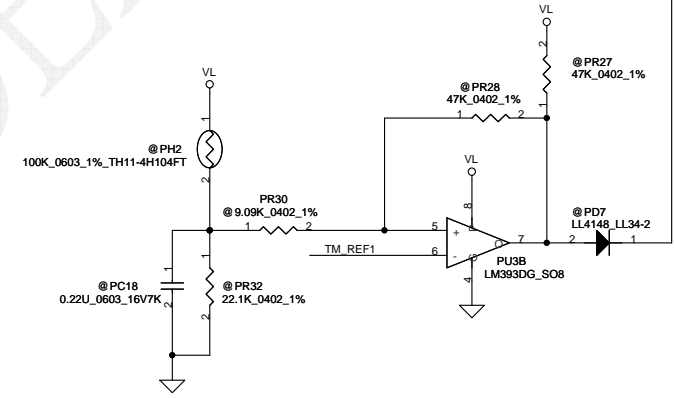 VL
2
@PR27
47K_0402_1%
1
@PR28
47K_0402_1%
1
2
VL
1
@PH2
100K_0603_1%_TH11-4H104FT
2
VL
8
PR30
@9.09K_0402_1%
1
2
5
+
TM_REF1
6
-
P
G
O
7
4
PU3B
LM393DG_SO8
@PD7
LL4148_LL34-2
2
1
1
@PC18
0.22U_0603_16V7K
2
1
@PR32
22.1K_0402_1%
2